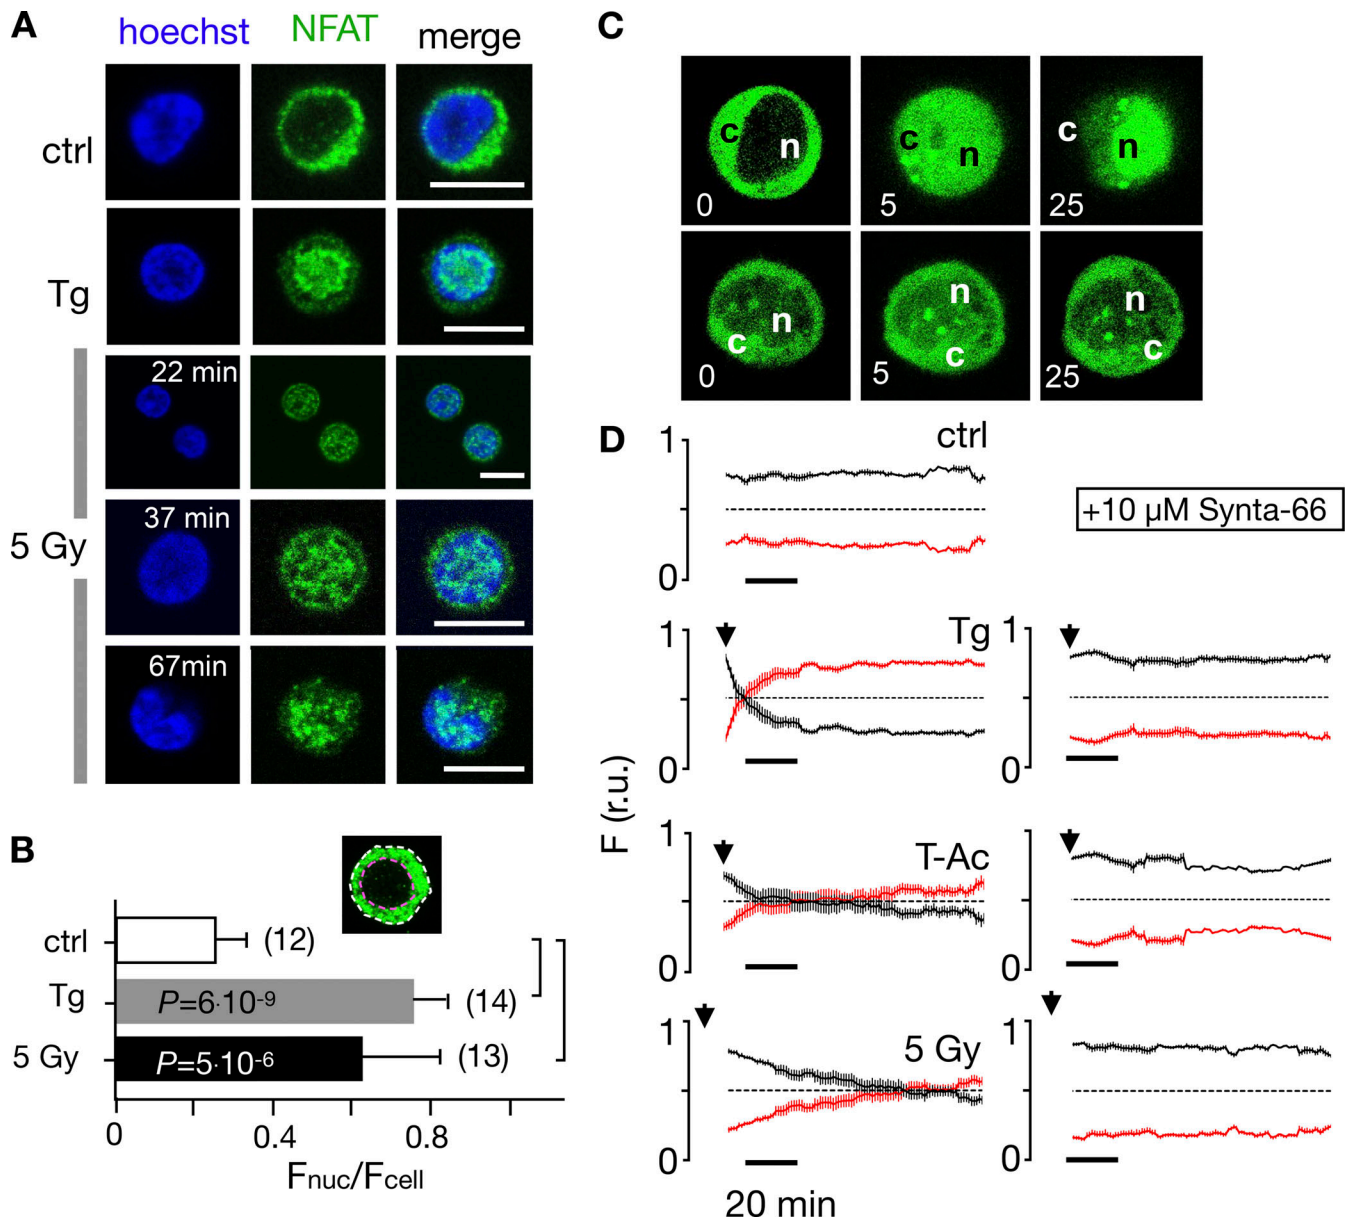 A
hoechst NFAT merge
ctrl
Tg
22 min
5 Gy
37 min
67min
B
ctrl (12)
Tg P=6·10-9 (14)
5 Gy P=5·10-6 (13)
0 0.4 0.8
Fnuc/Fcell
C
c n 0
c n 5
c n 25
n c 0
n c 5
n c 25
D
F (r.u.)
1 ctrl
0
+10 µM Synta-66
1 Tg 1
0 0
1 T-Ac 1
0 0
1 5 Gy 1
0 0
20 min